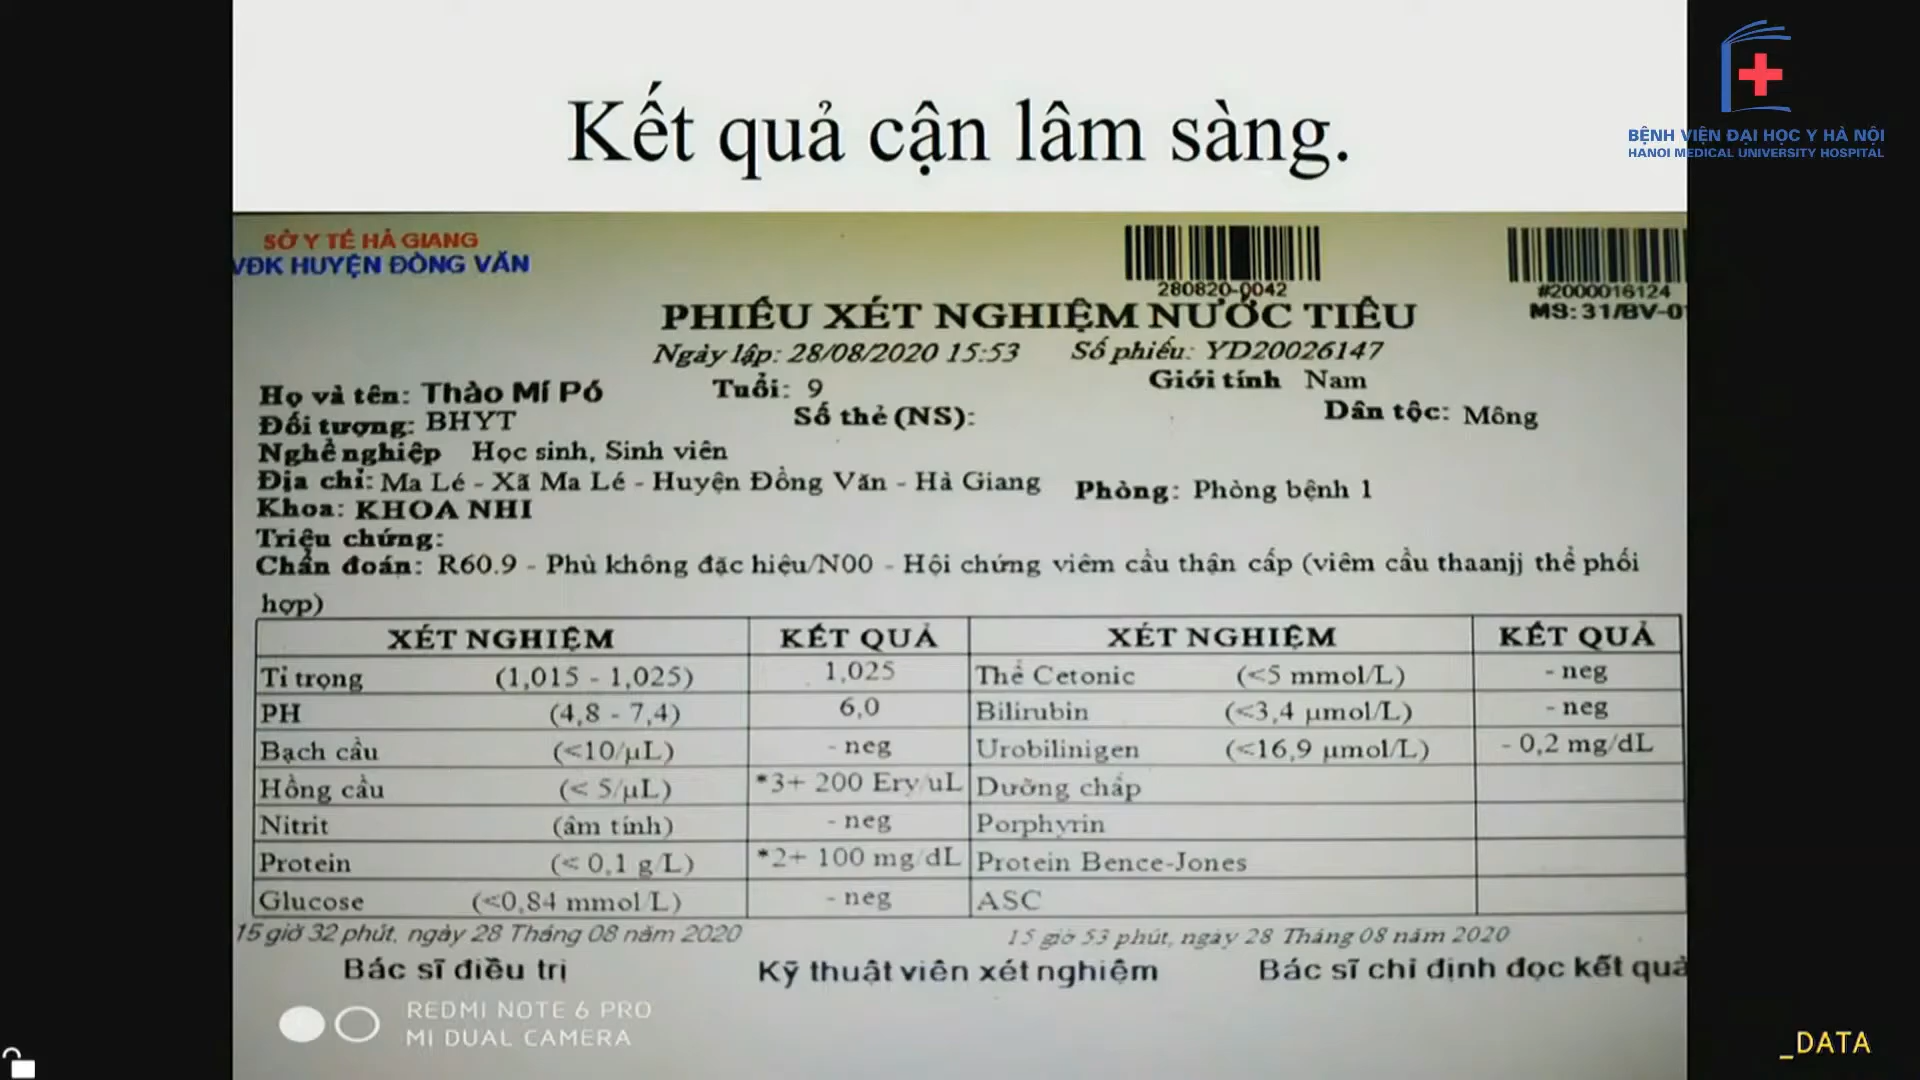 Kết quả cận lâm sàng.
BỆNH VIỆN ĐẠI HỌC Y HÀ NỘI
HANOI MEDICAL UNIVERSITY HOSPITAL
SỞ Y TẾ HÀ GIANG
VĐK HUYỆN ĐỒNG VĂN
280820-0042
#2000016124
PHIẾU XÉT NGHIỆM NƯỚC TIỂU
MS: 31/BV-01
Ngày lập: 28/08/2020 15:53 Số phiếu: YD20026147
Họ và tên: Thào Mí Pó Tuổi: 9 Giới tính Nam
Đối tượng: BHYT Số thẻ (NS): Dân tộc: Mông
Nghề nghiệp Học sinh, Sinh viên
Địa chỉ: Ma Lé - Xã Ma Lé - Huyện Đồng Văn - Hà Giang Phòng: Phòng bệnh 1
Khoa: KHOA NHI
Triệu chứng:
Chẩn đoán: R60.9 - Phù không đặc hiệu/N00 - Hội chứng viêm cầu thận cấp (viêm cầu thaanjj thể phối
hợp)
XÉT NGHIỆM KẾT QUẢ XÉT NGHIỆM KẾT QUẢ
Tỉ trọng (1,015 - 1,025) 1,025 Thể Cetonic (<5 mmol/L) - neg
PH (4,8 - 7,4) 6,0 Bilirubin (<3,4 µmol/L) - neg
Bạch cầu (<10/µL) - neg Urobilinigen (<16,9 µmol/L) - 0,2 mg/dL
Hồng cầu (< 5/µL) *3+ 200 Ery/uL Dưỡng chấp
Nitrit (âm tính) - neg Porphyrin
Protein (< 0,1 g/L) *2+ 100 mg/dL Protein Bence-Jones
Glucose (<0,84 mmol/L) - neg ASC
15 giờ 32 phút, ngày 28 Tháng 08 năm 2020 15 giờ 53 phút, ngày 28 Tháng 08 năm 2020
Bác sĩ điều trị Kỹ thuật viên xét nghiệm Bác sĩ chỉ định đọc kết quả
REDMI NOTE 6 PRO
MI DUAL CAMERA
_DATA